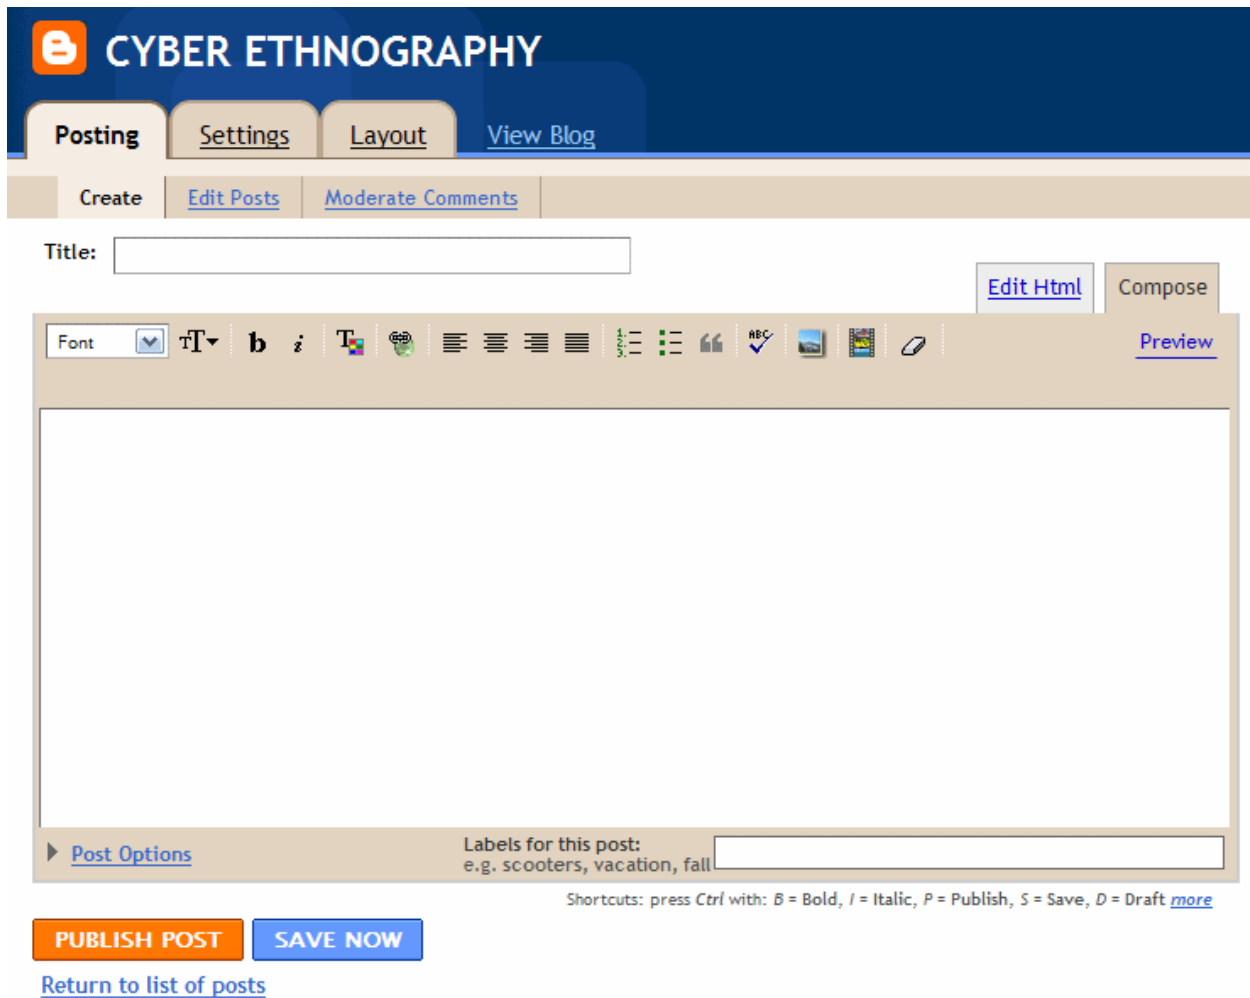 CYBER ETHNOGRAPHY
Posting Settings Layout View Blog
Create Edit Posts Moderate Comments
Title:
Edit Html Compose
Font TT b i T ABC Preview
Post Options
Labels for this post:
e.g. scooters, vacation, fall
Shortcuts: press Ctrl with: B = Bold, I = Italic, P = Publish, S = Save, D = Draft more
PUBLISH POST SAVE NOW
Return to list of posts